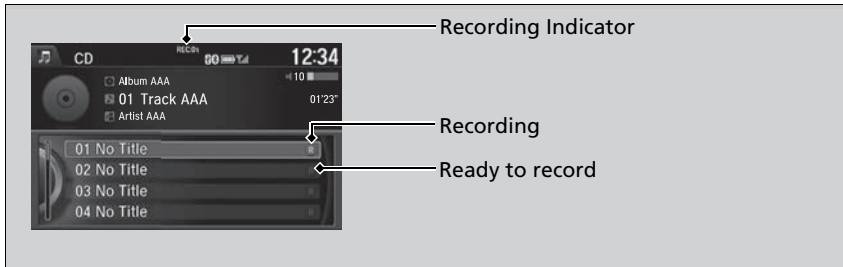 Recording Indicator
CD
12:34
10
Album AAA
01 Track AAA
01'23"
Artist AAA
Recording
01 No Title R
Ready to record
02 No Title
03 No Title
04 No Title